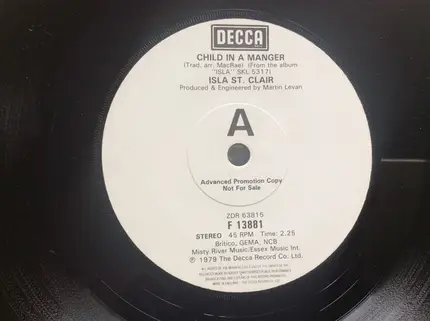 DECCA
CHILD IN A MANGER
(Trad. arr. MacRae) (From the album
"ISLA" SKL 5317)
ISLA ST. CLAIR
Produced & Engineered by Martin Levan
A
Advanced Promotion Copy
Not For Sale
ZDR 63815
F 13881
STEREO 45 RPM Time: 2.25
Britico, GEMA, NCB
Misty River Music/Essex Music Int.
℗ 1979 The Decca Record Co. Ltd.